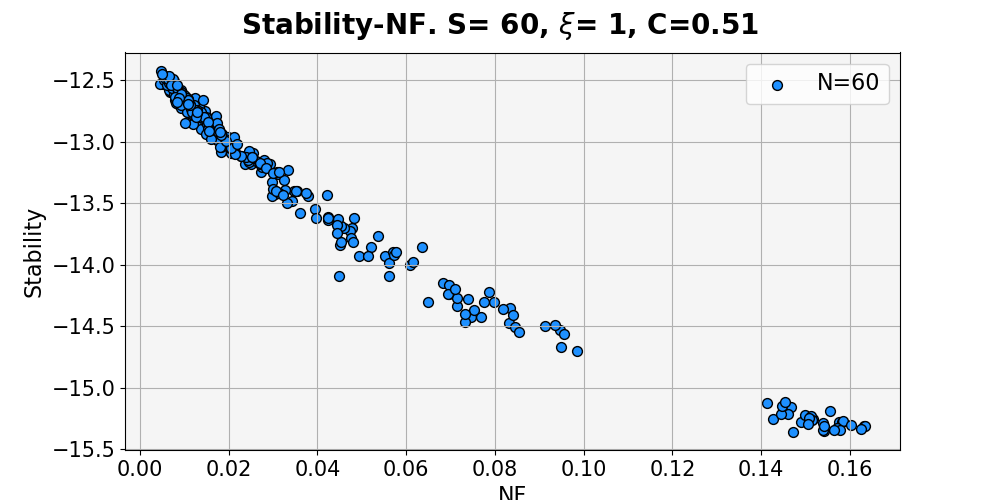 Stability-NF. S= 60, ξ= 1, C=0.51
N=60
Stability
−12.5
−13.0
−13.5
−14.0
−14.5
−15.0
−15.5
0.00 0.02 0.04 0.06 0.08 0.10 0.12 0.14 0.16
NF